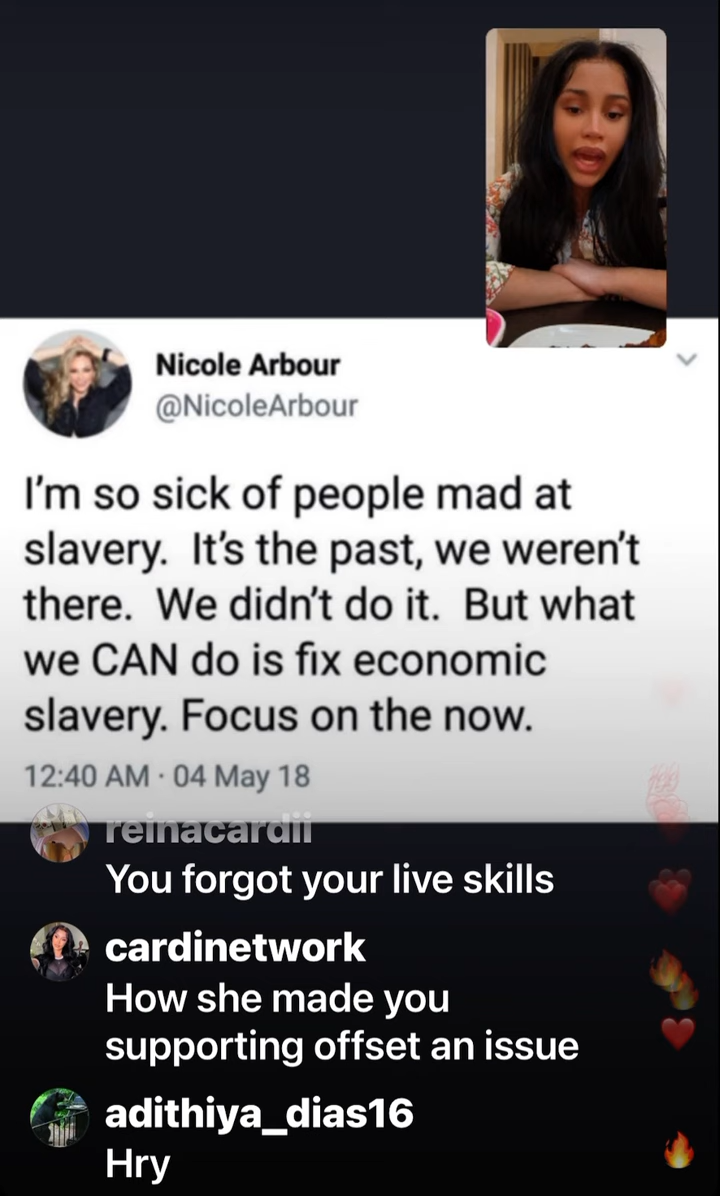 Nicole Arbour
@NicoleArbour
I'm so sick of people mad at
slavery.  It's the past, we weren't
there.  We didn't do it.  But what
we CAN do is fix economic
slavery. Focus on the now.
12:40 AM · 04 May 18
reinacardii
You forgot your live skills
cardinetwork
How she made you
supporting offset an issue
adithiya_dias16
Hry